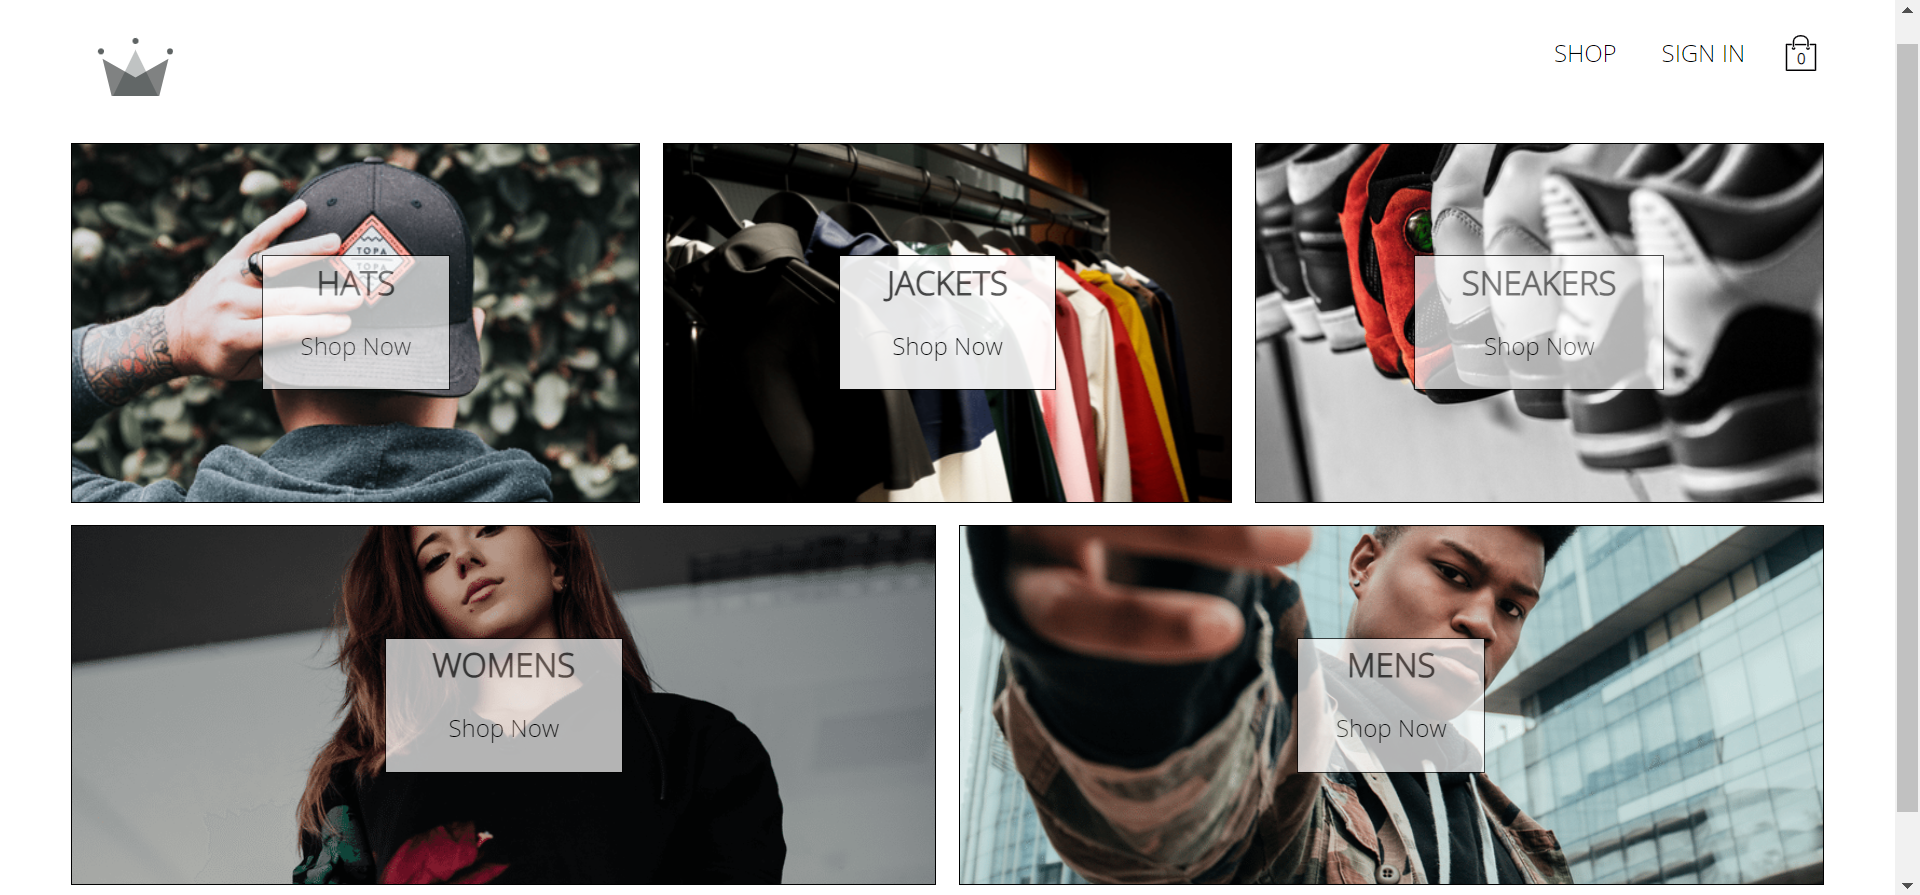 SHOP SIGN IN 0
TOPA
TOPA
HATS
Shop Now
JACKETS
Shop Now
SNEAKERS
Shop Now
WOMENS
Shop Now
MENS
Shop Now